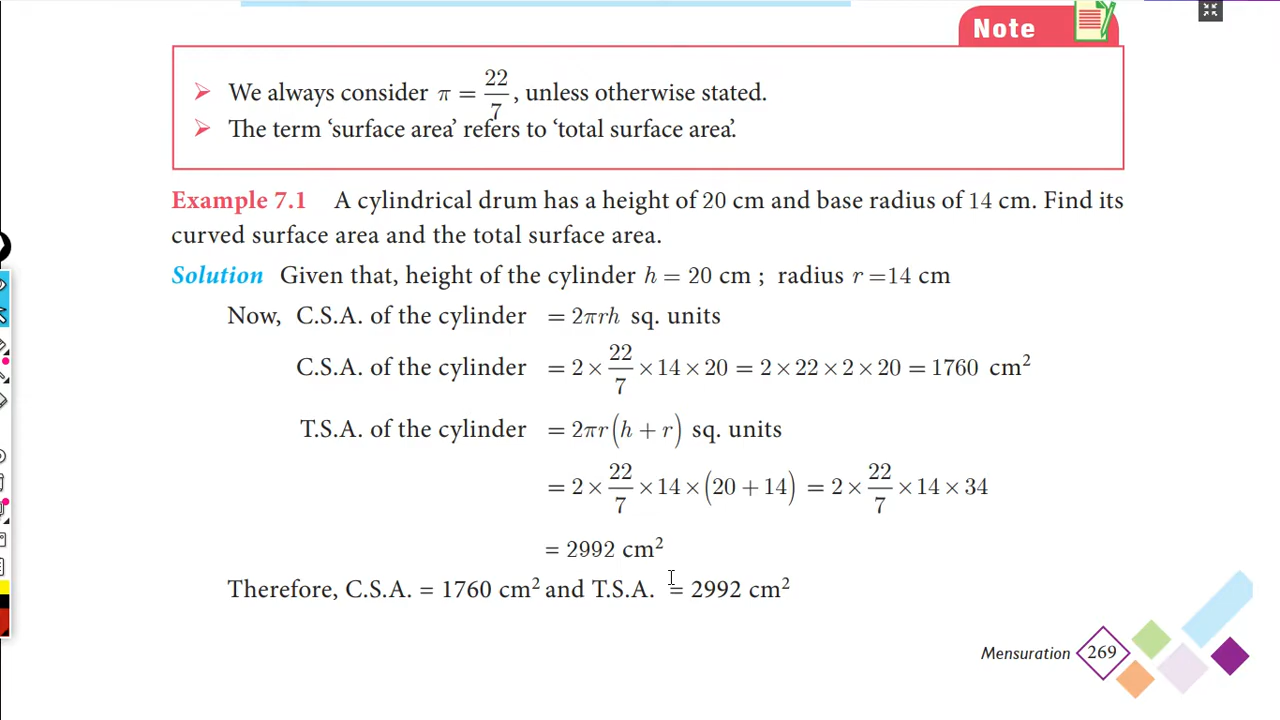 Note
➢ We always consider π = 22/7, unless otherwise stated.
➢ The term ‘surface area’ refers to ‘total surface area’.
Example 7.1 A cylindrical drum has a height of 20 cm and base radius of 14 cm. Find its
curved surface area and the total surface area.
Solution Given that, height of the cylinder h = 20 cm ; radius r =14 cm
Now, C.S.A. of the cylinder = 2πrh sq. units
C.S.A. of the cylinder = 2 × 22/7 × 14 × 20 = 2 × 22 × 2 × 20 = 1760 cm²
T.S.A. of the cylinder = 2πr(h + r) sq. units
= 2 × 22/7 × 14 × (20 + 14) = 2 × 22/7 × 14 × 34
= 2992 cm²
Therefore, C.S.A. = 1760 cm² and T.S.A. = 2992 cm²
Mensuration 269